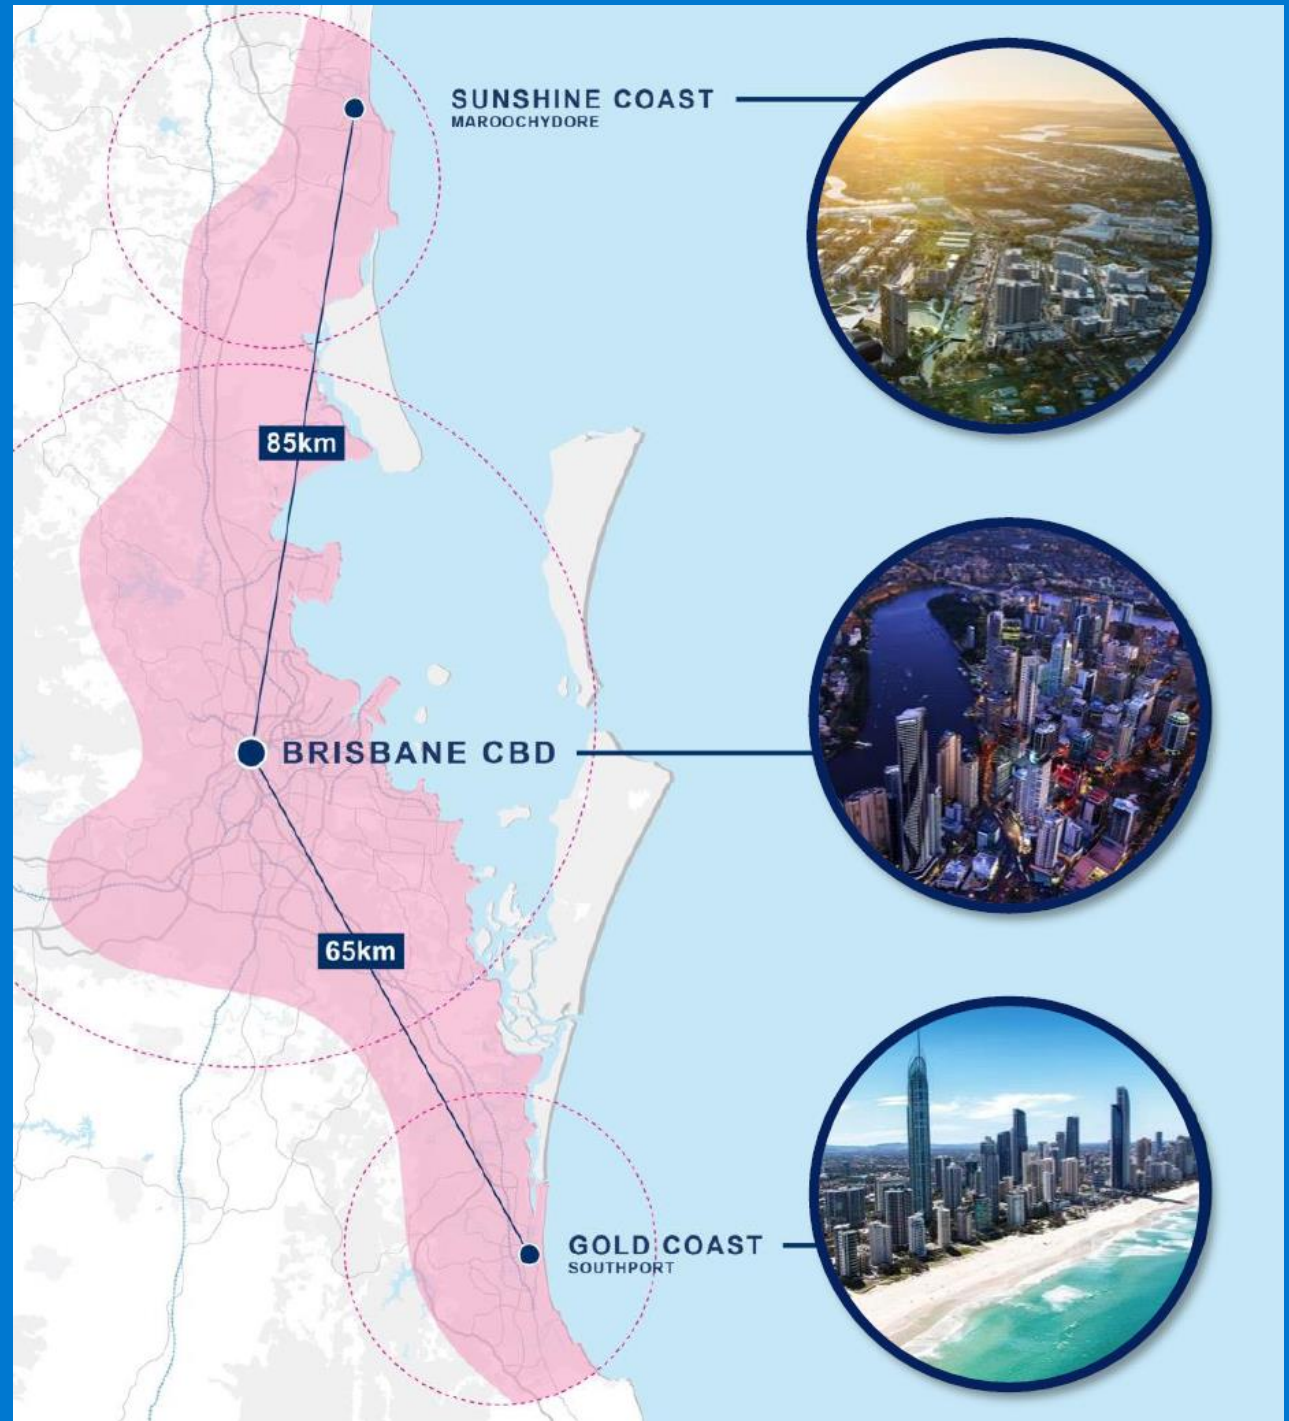 SUNSHINE COAST
MAROOCHYDORE
85km
BRISBANE CBD
65km
GOLD COAST
SOUTHPORT